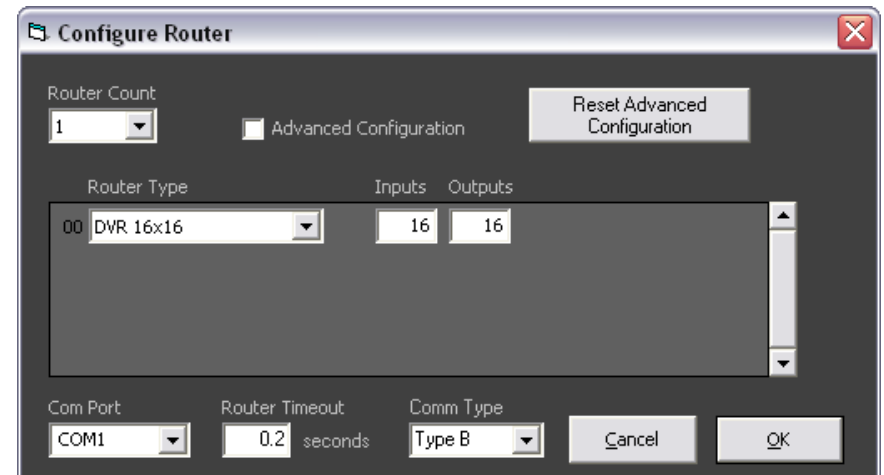 Configure Router
Router Count
1
Advanced Configuration
Reset Advanced
Configuration
Router Type Inputs Outputs
00 DVR 16x16 16 16
Com Port Router Timeout Comm Type
COM1 0.2 seconds Type B Cancel OK